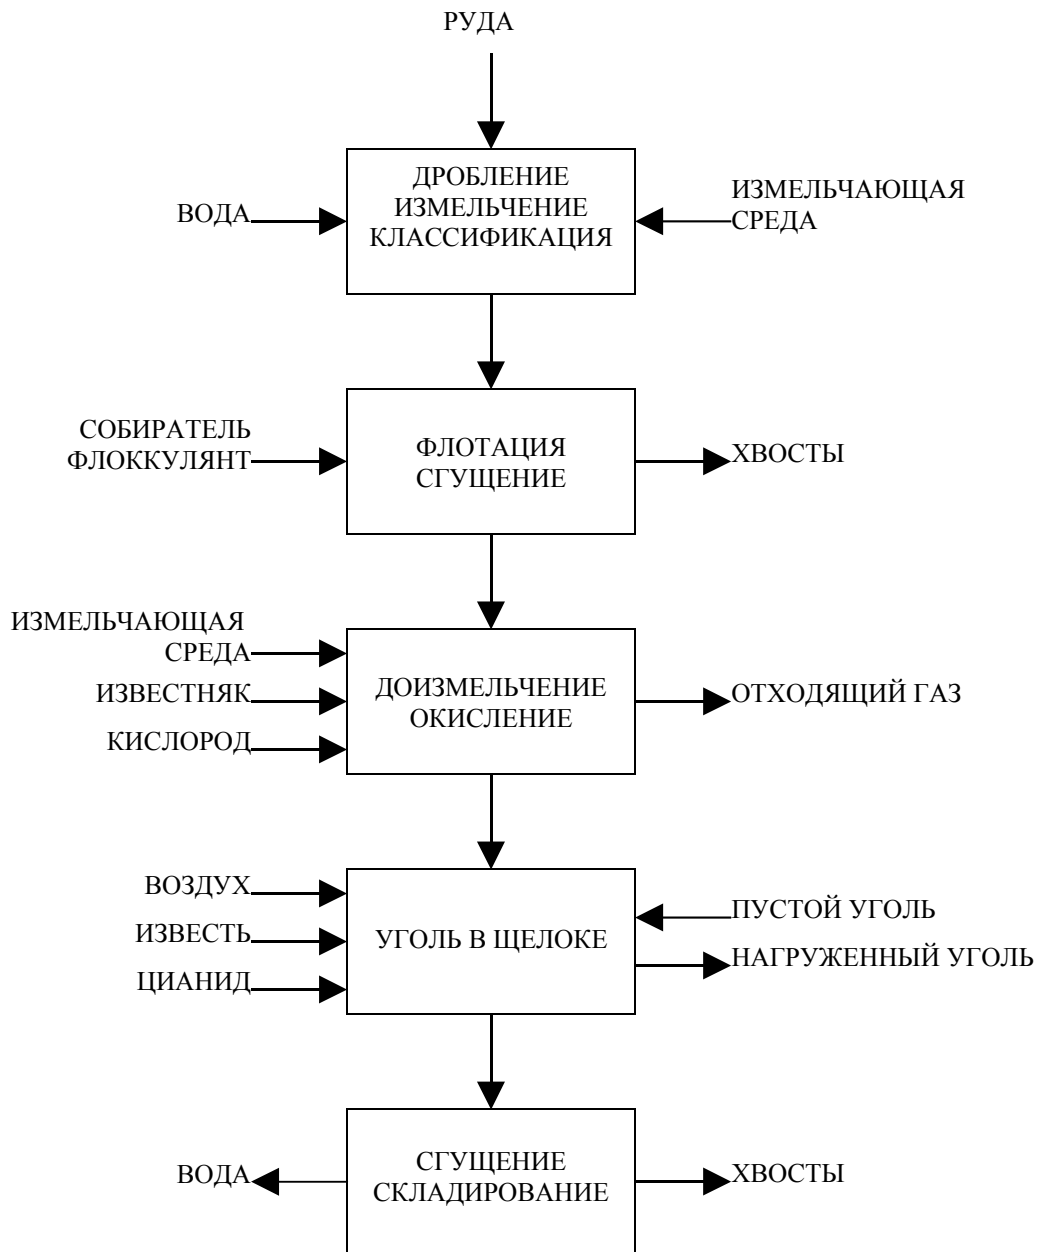 РУДА
ДРОБЛЕНИЕ
ИЗМЕЛЬЧЕНИЕ
КЛАССИФИКАЦИЯ
ВОДА
ИЗМЕЛЬЧАЮЩАЯ
СРЕДА
СОБИРАТЕЛЬ
ФЛОККУЛЯНТ
ФЛОТАЦИЯ
СГУЩЕНИЕ
ХВОСТЫ
ИЗМЕЛЬЧАЮЩАЯ
СРЕДА
ИЗВЕСТНЯК
КИСЛОРОД
ДОИЗМЕЛЬЧЕНИЕ
ОКИСЛЕНИЕ
ОТХОДЯЩИЙ ГАЗ
ВОЗДУХ
ИЗВЕСТЬ
ЦИАНИД
УГОЛЬ В ЩЕЛОКЕ
ПУСТОЙ УГОЛЬ
НАГРУЖЕННЫЙ УГОЛЬ
ВОДА
СГУЩЕНИЕ
СКЛАДИРОВАНИЕ
ХВОСТЫ